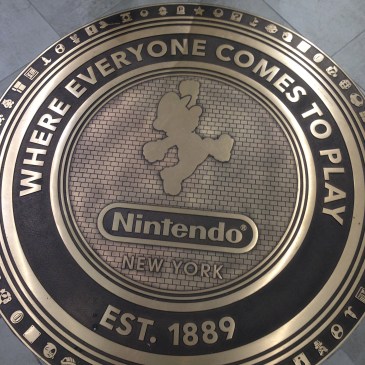 WHERE EVERYONE COMES TO PLAY
Nintendo®
NEW YORK
EST. 1889